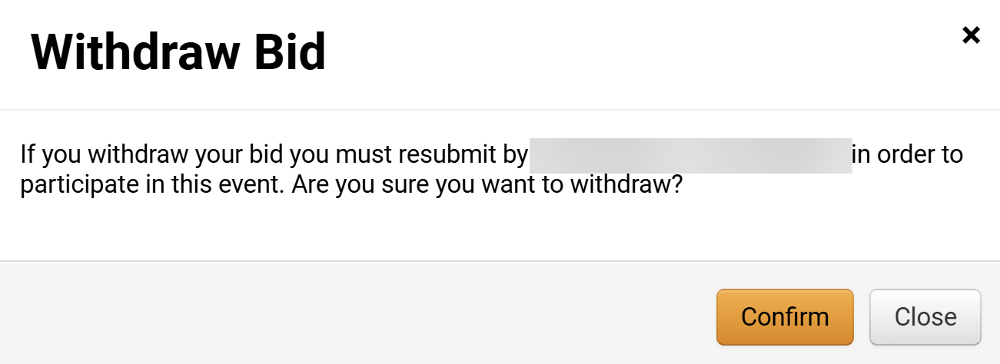 Withdraw Bid
If you withdraw your bid you must resubmit by in order to
participate in this event. Are you sure you want to withdraw?
Confirm Close